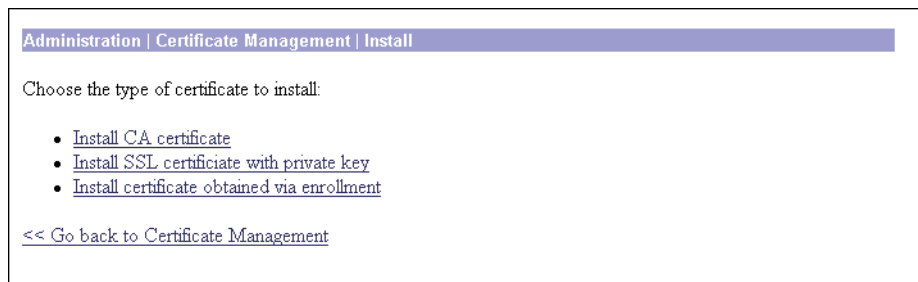 Administration | Certificate Management | Install
Choose the type of certificate to install:
• Install CA certificate
• Install SSL certificiate with private key
• Install certificate obtained via enrollment
<< Go back to Certificate Management